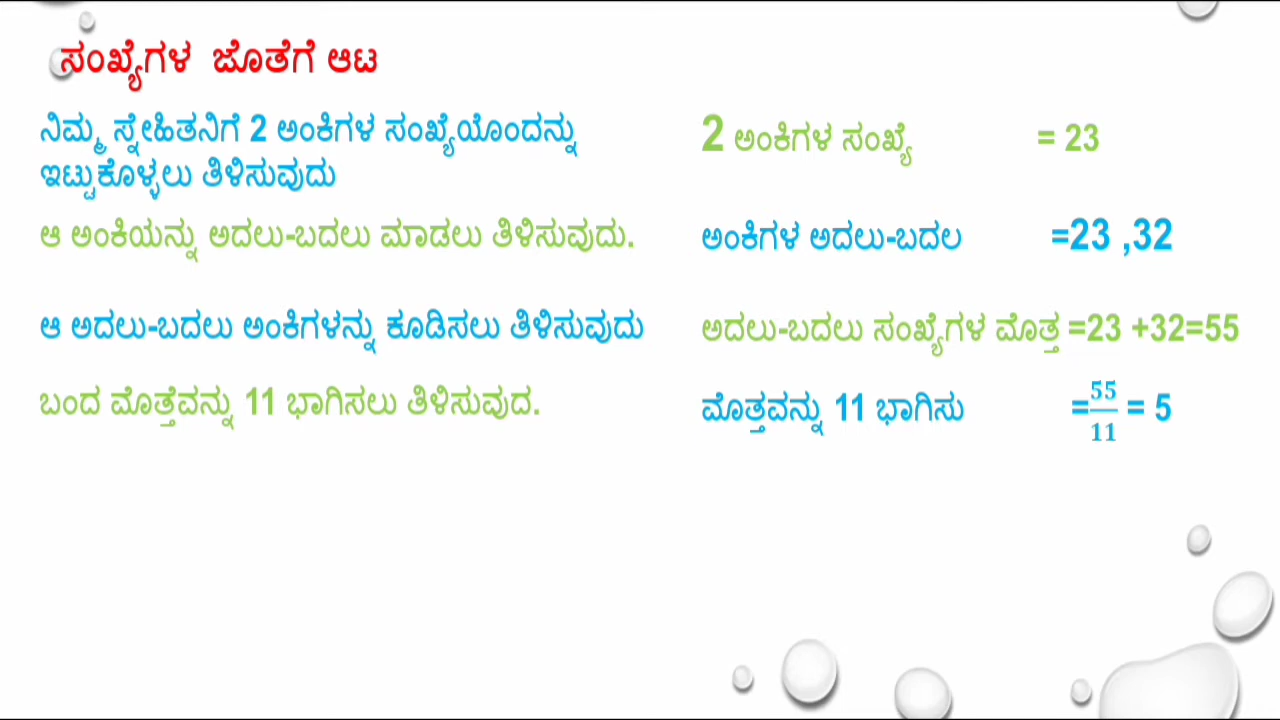 ಸಂಖ್ಯೆಗಳ ಜೊತೆಗೆ ಆಟ
ನಿಮ್ಮ ಸ್ನೇಹಿತನಿಗೆ 2 ಅಂಕಿಗಳ ಸಂಖ್ಯೆಯೊಂದನ್ನು
ಇಟ್ಟುಕೊಳ್ಳಲು ತಿಳಿಸುವುದು
2 ಅಂಕಿಗಳ ಸಂಖ್ಯೆ = 23
ಆ ಅಂಕಿಯನ್ನು ಅದಲು-ಬದಲು ಮಾಡಲು ತಿಳಿಸುವುದು.
ಅಂಕಿಗಳ ಅದಲು-ಬದಲ =23 ,32
ಆ ಅದಲು-ಬದಲು ಅಂಕಿಗಳನ್ನು ಕೂಡಿಸಲು ತಿಳಿಸುವುದು
ಅದಲು-ಬದಲು ಸಂಖ್ಯೆಗಳ ಮೊತ್ತ =23 +32=55
ಬಂದ ಮೊತ್ತೆವನ್ನು 11 ಭಾಗಿಸಲು ತಿಳಿಸುವುದ.
ಮೊತ್ತವನ್ನು 11 ಭಾಗಿಸು =55/11 = 5